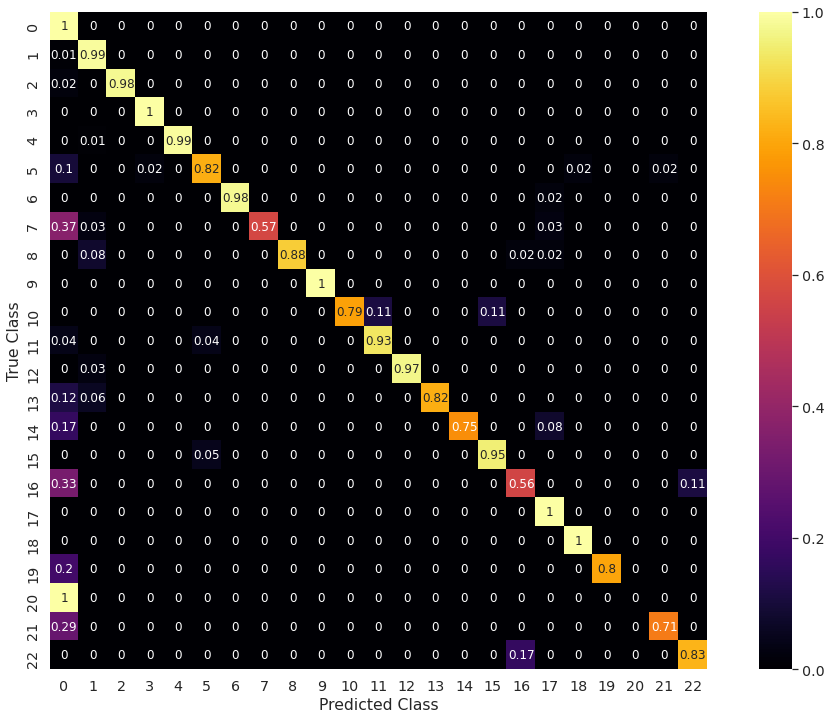 0 1 0 0 0 0 0 0 0 0 0 0 0 0 0 0 0 0 0 0 0 0 0 0 1.0
1 0.01 0.99 0 0 0 0 0 0 0 0 0 0 0 0 0 0 0 0 0 0 0 0 0
2 0.02 0 0.98 0 0 0 0 0 0 0 0 0 0 0 0 0 0 0 0 0 0 0 0
3 0 0 0 1 0 0 0 0 0 0 0 0 0 0 0 0 0 0 0 0 0 0 0
4 0 0.01 0 0 0.99 0 0 0 0 0 0 0 0 0 0 0 0 0 0 0 0 0 0
0.8
5 0.1 0 0 0.02 0 0.82 0 0 0 0 0 0 0 0 0 0 0 0 0.02 0 0 0.02 0
6 0 0 0 0 0 0 0.98 0 0 0 0 0 0 0 0 0 0 0.02 0 0 0 0 0
7 0.37 0.03 0 0 0 0 0 0.57 0 0 0 0 0 0 0 0 0 0.03 0 0 0 0 0
8 0 0.08 0 0 0 0 0 0 0.88 0 0 0 0 0 0 0 0.02 0.02 0 0 0 0 0
9 0 0 0 0 0 0 0 0 0 1 0 0 0 0 0 0 0 0 0 0 0 0 0
0.6
10 0 0 0 0 0 0 0 0 0 0 0.79 0.11 0 0 0 0.11 0 0 0 0 0 0 0
True Class
11 0.04 0 0 0 0 0.04 0 0 0 0 0 0.93 0 0 0 0 0 0 0 0 0 0 0
12 0 0.03 0 0 0 0 0 0 0 0 0 0 0.97 0 0 0 0 0 0 0 0 0 0
13 0.12 0.06 0 0 0 0 0 0 0 0 0 0 0 0.82 0 0 0 0 0 0 0 0 0
0.4
14 0.17 0 0 0 0 0 0 0 0 0 0 0 0 0 0.75 0 0 0.08 0 0 0 0 0
15 0 0 0 0 0 0.05 0 0 0 0 0 0 0 0 0 0.95 0 0 0 0 0 0 0
16 0.33 0 0 0 0 0 0 0 0 0 0 0 0 0 0 0 0.56 0 0 0 0 0 0.11
17 0 0 0 0 0 0 0 0 0 0 0 0 0 0 0 0 0 1 0 0 0 0 0
18 0 0 0 0 0 0 0 0 0 0 0 0 0 0 0 0 0 0 1 0 0 0 0
0.2
19 0.2 0 0 0 0 0 0 0 0 0 0 0 0 0 0 0 0 0 0 0.8 0 0 0
20 1 0 0 0 0 0 0 0 0 0 0 0 0 0 0 0 0 0 0 0 0 0 0
21 0.29 0 0 0 0 0 0 0 0 0 0 0 0 0 0 0 0 0 0 0 0 0.71 0
22 0 0 0 0 0 0 0 0 0 0 0 0 0 0 0 0 0.17 0 0 0 0 0 0.83
0.0
0 1 2 3 4 5 6 7 8 9 10 11 12 13 14 15 16 17 18 19 20 21 22
Predicted Class